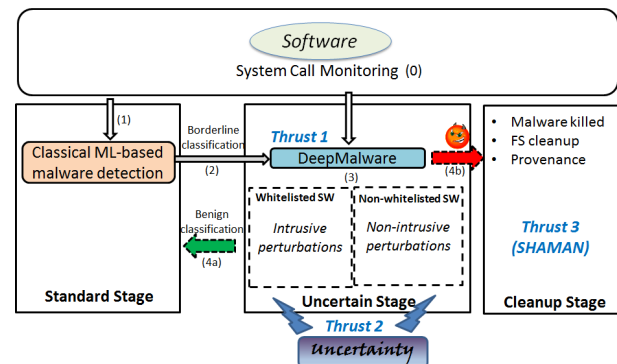 Software
System Call Monitoring (0)
(1)
Classical ML-based
malware detection
Borderline
classification
(2)
Thrust 1
DeepMalware
(3)
(4b)
Whitelisted SW
Intrusive
perturbations
Non-whitelisted SW
Non-intrusive
perturbations
Benign
classification
(4a)
• Malware killed
• FS cleanup
• Provenance
Thrust 3
(SHAMAN)
Standard Stage
Uncertain Stage
Cleanup Stage
Thrust 2
Uncertainty